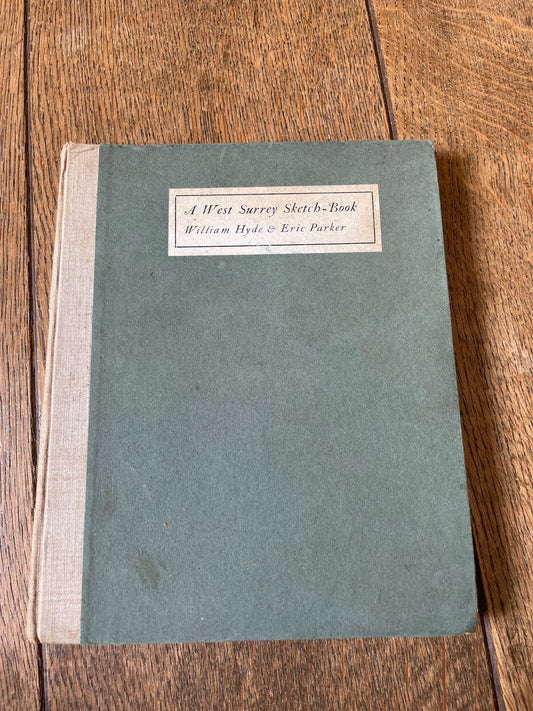 A West Surrey Sketch-Book
William Hyde & Eric Parker